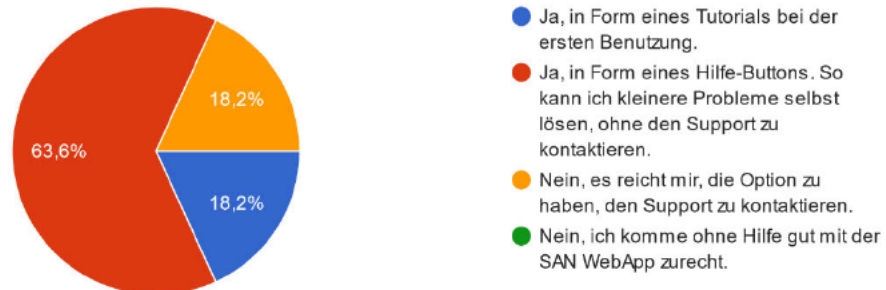 18,2%
63,6%
18,2%
Ja, in Form eines Tutorials bei der
ersten Benutzung.
Ja, in Form eines Hilfe-Buttons. So
kann ich kleinere Probleme selbst
lösen, ohne den Support zu
kontaktieren.
Nein, es reicht mir, die Option zu
haben, den Support zu kontaktieren.
Nein, ich komme ohne Hilfe gut mit der
SAN WebApp zurecht.